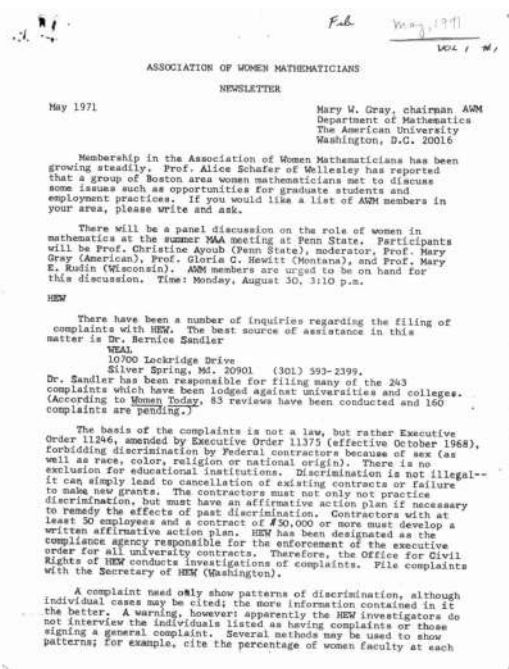 Feb
May, 1971
VOL 1 No 1
ASSOCIATION OF WOMEN MATHEMATICIANS
NEWSLETTER
May 1971
Mary W. Gray, chairman AWM
Department of Mathematics
The American University
Washington, D.C. 20016
Membership in the Association of Women Mathematicians has been
growing steadily. Prof. Alice Schafer of Wellesley has reported
that a group of Boston area women mathematicians met to discuss
some issues such as opportunities for graduate students and
employment practices. If you would like a list of AWM members in
your area, please write and ask.
There will be a panel discussion on the role of women in
mathematics at the summer MAA meeting at Penn State. Participants
will be Prof. Christine Ayoub (Penn State), moderator, Prof. Mary
Gray (American), Prof. Gloria C. Hewitt (Montana), and Prof. Mary
E. Rudin (Wisconsin). AWM members are urged to be on hand for
this discussion. Time: Monday, August 30, 3:10 p.m.
HEW
There have been a number of inquiries regarding the filing of
complaints with HEW. The best source of assistance in this
matter is Dr. Bernice Sandler
WEAL
10700 Lockridge Drive
Silver Spring, Md. 20901 (301) 593-2399.
Dr. Sandler has been responsible for filing many of the 243
complaints which have been lodged against universities and colleges.
(According to Women Today, 83 reviews have been conducted and 160
complaints are pending.)
The basis of the complaints is not a law, but rather Executive
Order 11246, amended by Executive Order 11375 (effective October 1968),
forbidding discrimination by Federal contractors because of sex (as
well as race, color, religion or national origin). There is no
exclusion for educational institutions. Discrimination is not illegal--
it can simply lead to cancellation of existing contracts or failure
to make new grants. The contractors must not only not practice
discrimination, but must have an affirmative action plan if necessary
to remedy the effects of past discrimination. Contractors with at
least 50 employees and a contract of $50,000 or more must develop a
written affirmative action plan. HEW has been designated as the
compliance agency responsible for the enforcement of the executive
order for all university contracts. Therefore, the Office for Civil
Rights of HEW conducts investigations of complaints. File complaints
with the Secretary of HEW (Washington).
A complaint need only show patterns of discrimination, although
individual cases may be cited; the more information contained in it
the better. A warning, however: apparently the HEW investigators do
not interview the individuals listed as having complaints or those
signing a general complaint. Several methods may be used to show
patterns; for example, cite the percentage of women faculty at each